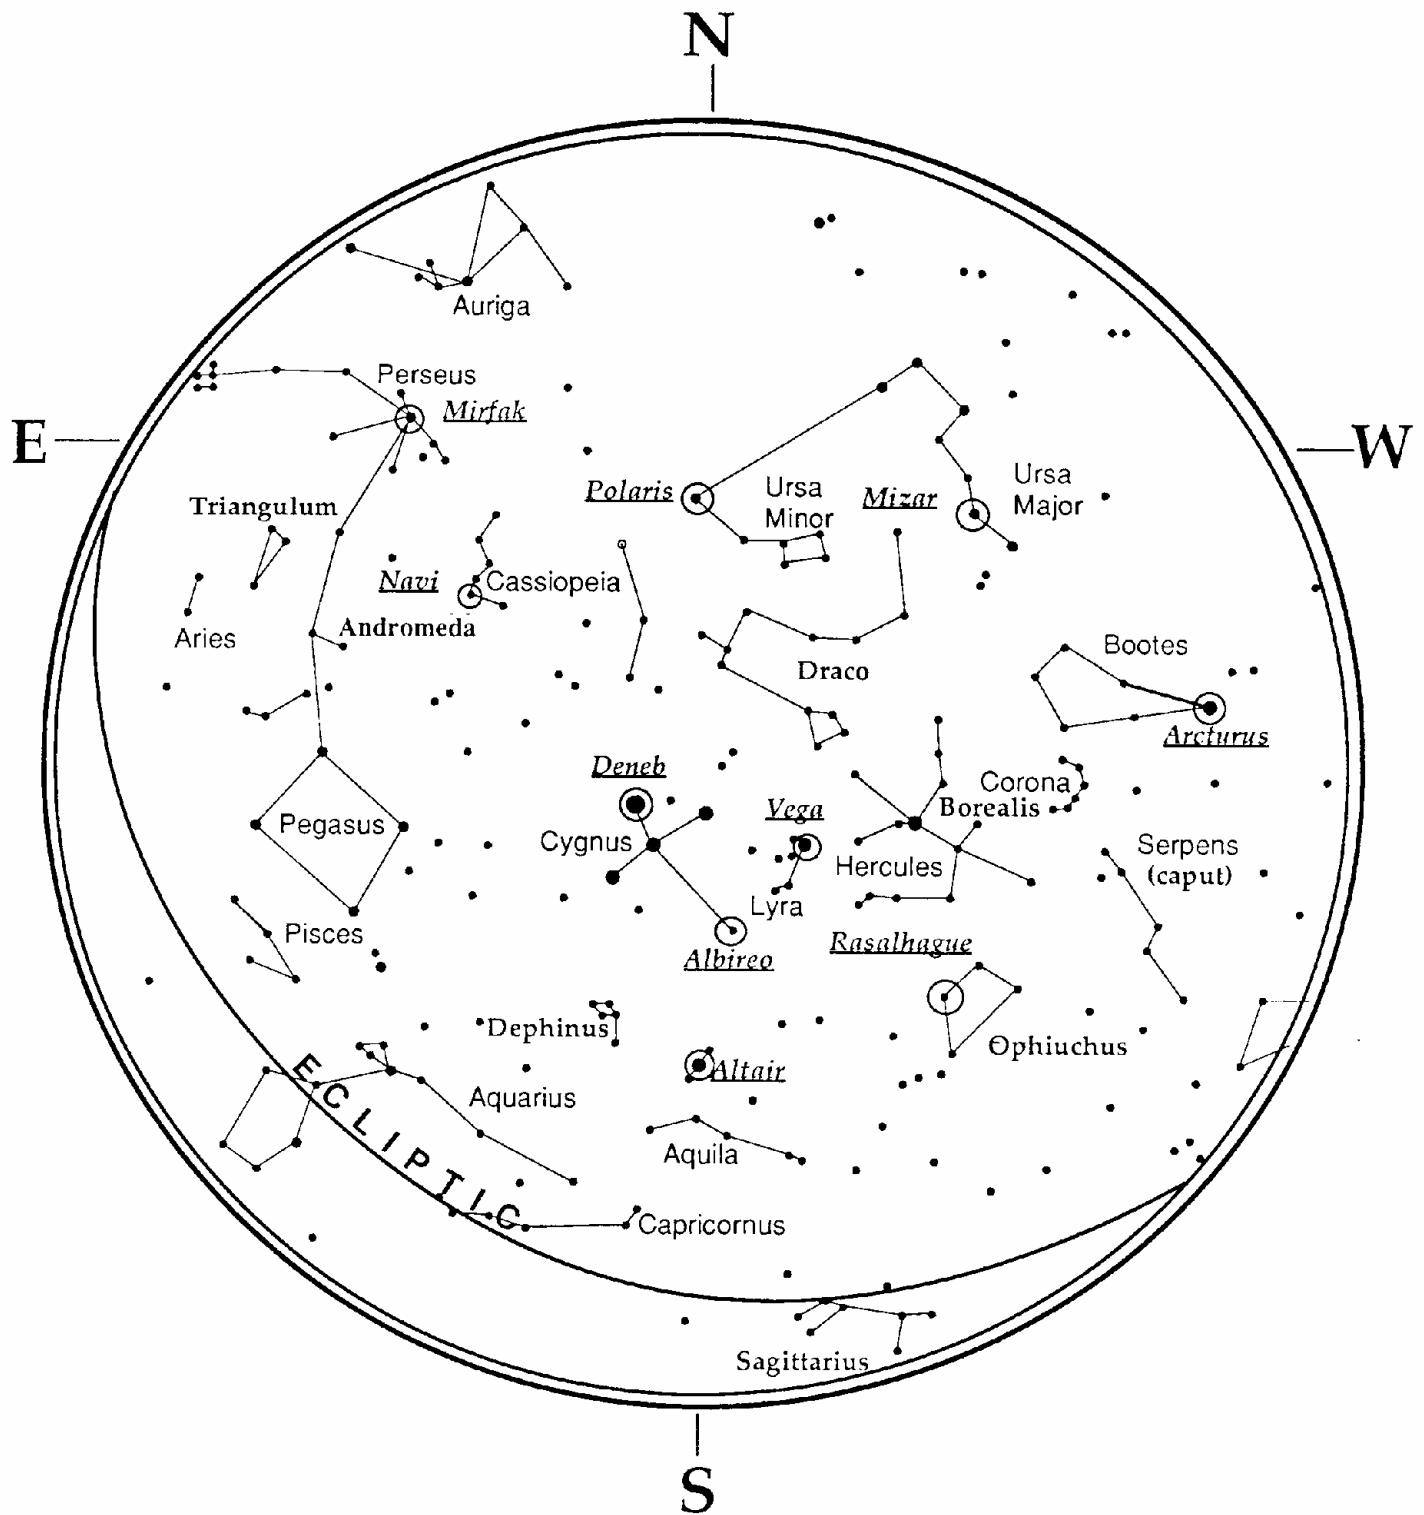 N
Auriga
Perseus
Mirfak
E
W
Polaris
Ursa
Minor
Mizar
Ursa
Major
Triangulum
Navi
Cassiopeia
Aries
Andromeda
Draco
Bootes
Arcturus
Deneb
Vega
Corona
Borealis
Pegasus
Cygnus
Hercules
Serpens
(caput)
Lyra
Pisces
Albireo
Rasalhague
Dephinus
Ophiuchus
Altair
Aquarius
Aquila
ECLIPTIC
Capricornus
Sagittarius
S